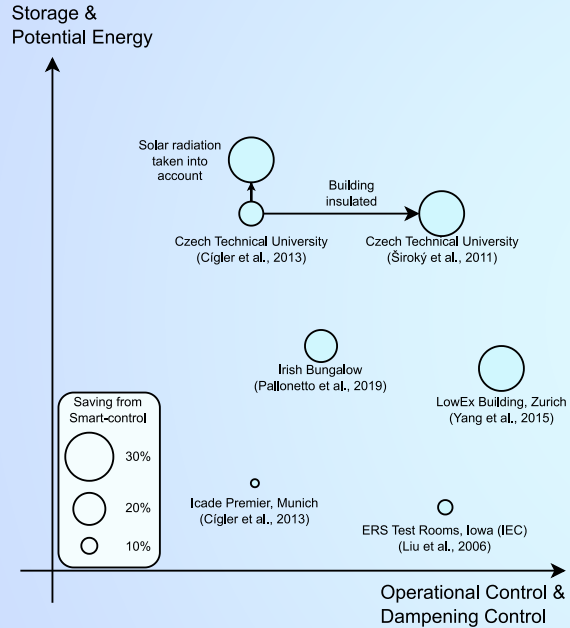 Storage &
Potential Energy
Solar radiation
taken into
account
Building
insulated
Czech Technical University
(Cígler et al., 2013)
Czech Technical University
(Široký et al., 2011)
Irish Bungalow
(Pallonetto et al., 2019)
LowEx Building, Zurich
(Yang et al., 2015)
Saving from
Smart-control
30%
20%
10%
Icade Premier, Munich
(Cígler et al., 2013)
ERS Test Rooms, Iowa (IEC)
(Liu et al., 2006)
Operational Control &
Dampening Control